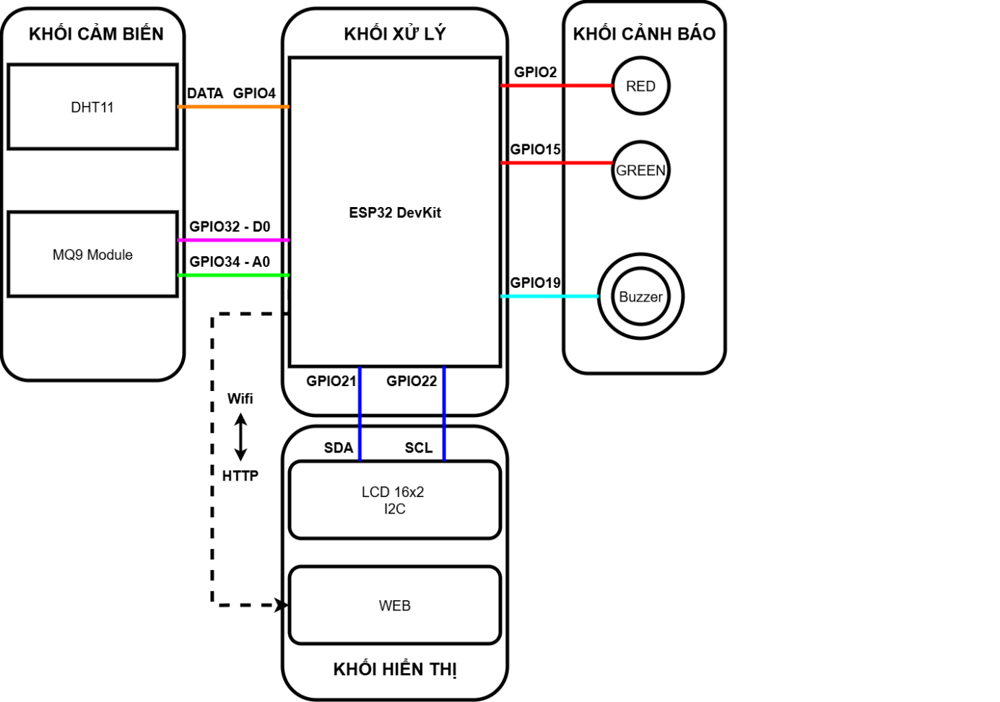 KHỐI CẢM BIẾN
DHT11
MQ9 Module
DATA GPIO4
GPIO32 - D0
GPIO34 - A0
KHỐI XỬ LÝ
ESP32 DevKit
GPIO2
GPIO15
GPIO19
KHỐI CẢNH BÁO
RED
GREEN
Buzzer
GPIO21
GPIO22
Wifi
HTTP
SDA
SCL
LCD 16x2
I2C
WEB
KHỐI HIỂN THỊ